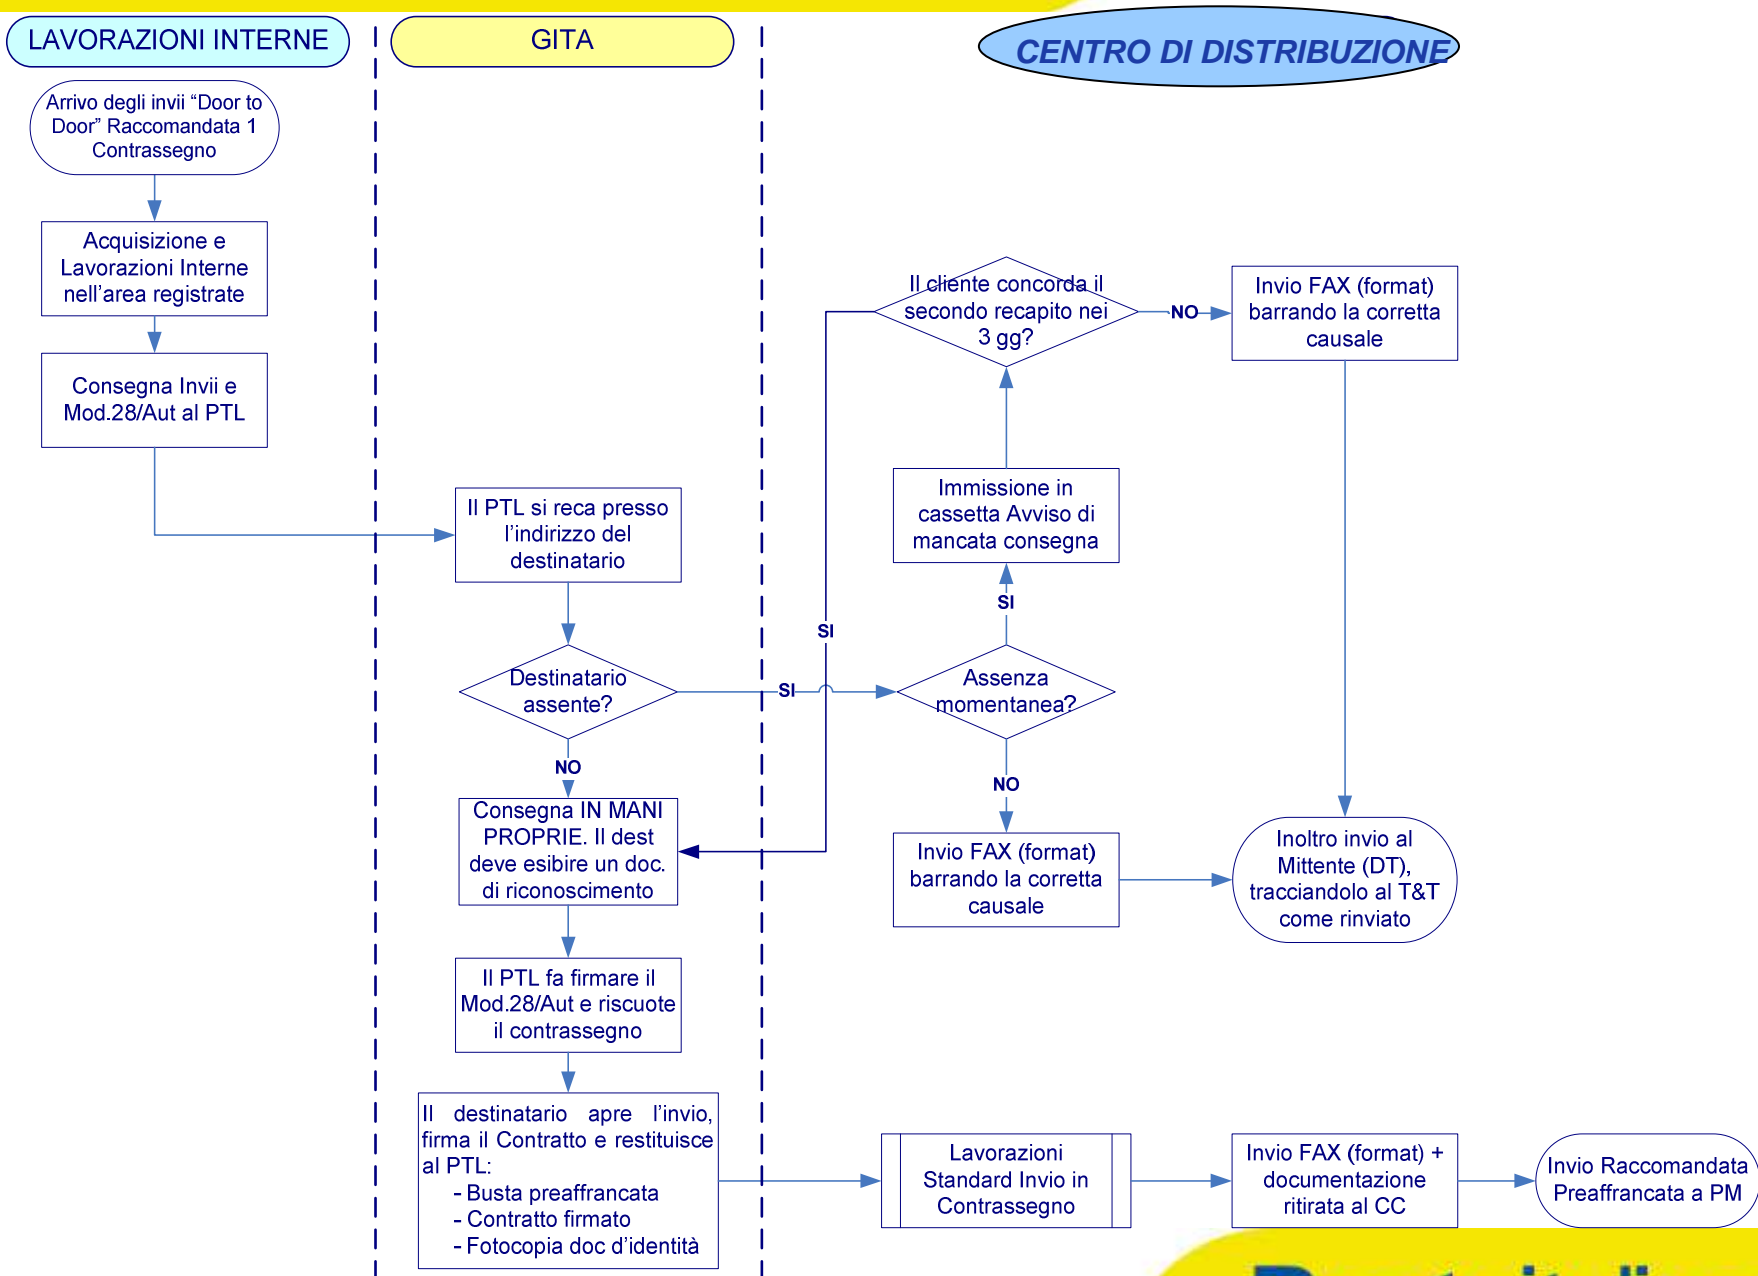 LAVORAZIONI INTERNE
GITA
CENTRO DI DISTRIBUZIONE
Arrivo degli invii “Door to
Door” Raccomandata 1
Contrassegno
Acquisizione e
Lavorazioni Interne
nell’area registrate
Consegna Invii e
Mod.28/Aut al PTL
Il PTL si reca presso
l’indirizzo del
destinatario
Destinatario
assente?
SI
NO
Consegna IN MANI
PROPRIE. Il dest
deve esibire un doc.
di riconoscimento
Il PTL fa firmare il
Mod.28/Aut e riscuote
il contrassegno
Il destinatario apre l’invio,
firma il Contratto e restituisce
al PTL:
- Busta preaffrancata
- Contratto firmato
- Fotocopia doc d’identità
Il cliente concorda il
secondo recapito nei
3 gg?
NO
SI
Invio FAX (format)
barrando la corretta
causale
Immissione in
cassetta Avviso di
mancata consegna
SI
Assenza
momentanea?
NO
Invio FAX (format)
barrando la corretta
causale
Inoltro invio al
Mittente (DT),
tracciandolo al T&T
come rinviato
Lavorazioni
Standard Invio in
Contrassegno
Invio FAX (format) +
documentazione
ritirata al CC
Invio Raccomandata
Preaffrancata a PM